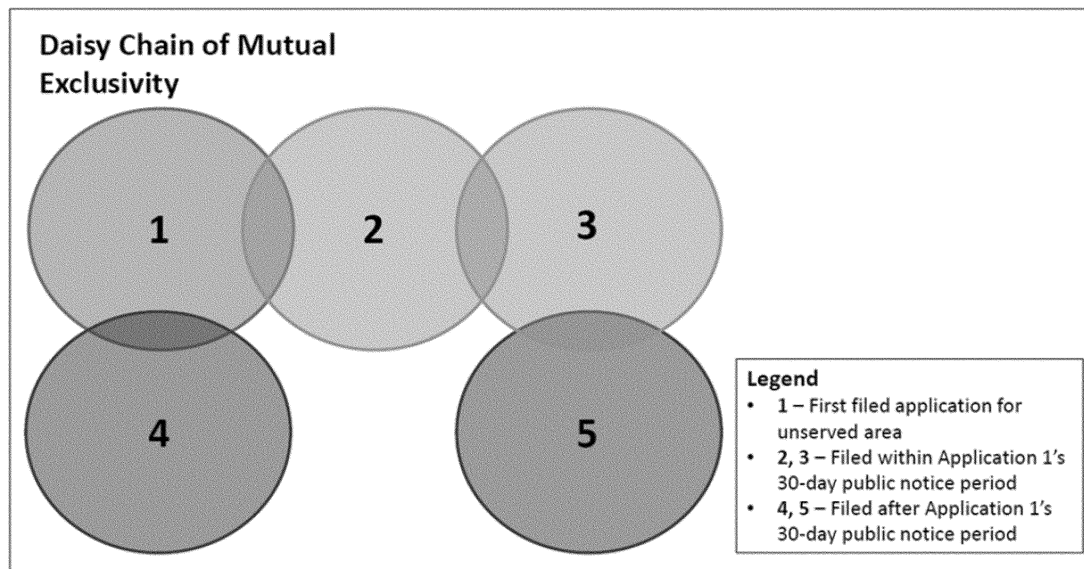 Daisy Chain of Mutual
Exclusivity
1
2
3
4
5
Legend
• 1 – First filed application for
unserved area
• 2, 3 – Filed within Application 1's
30-day public notice period
• 4, 5 – Filed after Application 1's
30-day public notice period